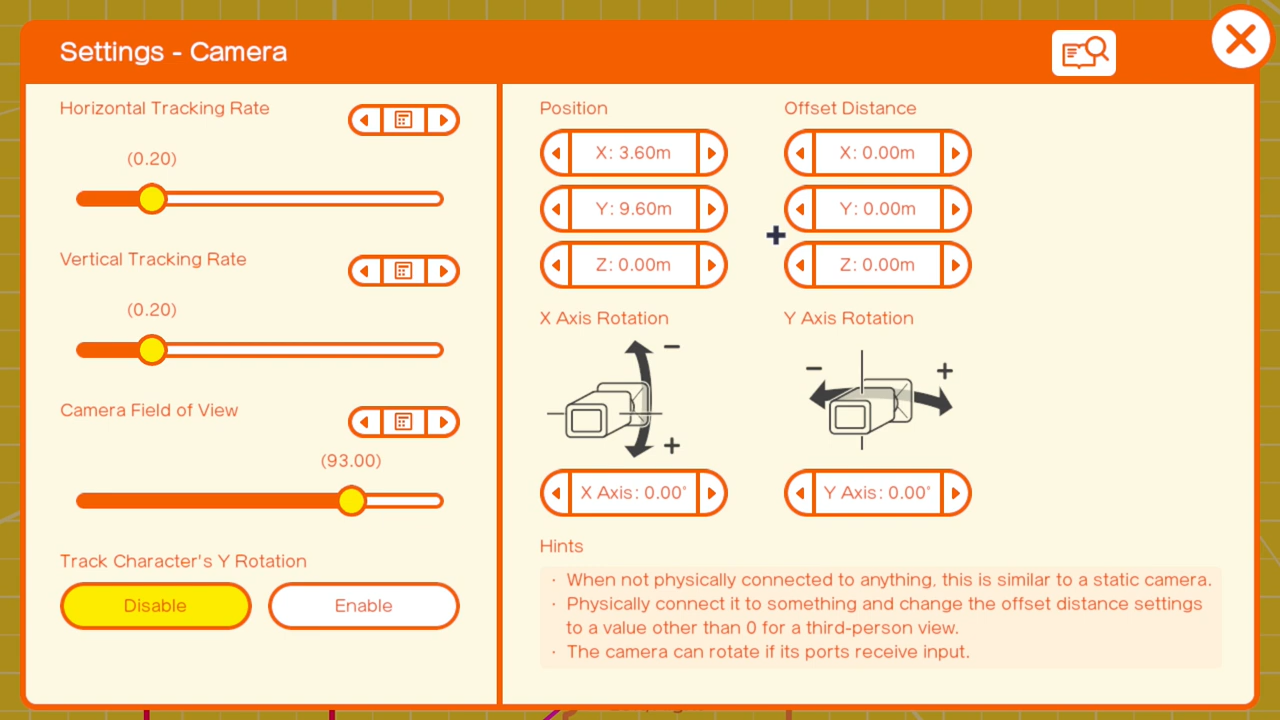 Settings - Camera
Horizontal Tracking Rate
(0.20)
Vertical Tracking Rate
(0.20)
Camera Field of View
(93.00)
Track Character's Y Rotation
Disable
Enable
Position
X: 3.60m
Y: 9.60m
Z: 0.00m
Offset Distance
X: 0.00m
Y: 0.00m
Z: 0.00m
X Axis Rotation
−
+
X Axis: 0.00°
Y Axis Rotation
−
+
Y Axis: 0.00°
Hints
· When not physically connected to anything, this is similar to a static camera.
· Physically connect it to something and change the offset distance settings
to a value other than 0 for a third-person view.
· The camera can rotate if its ports receive input.